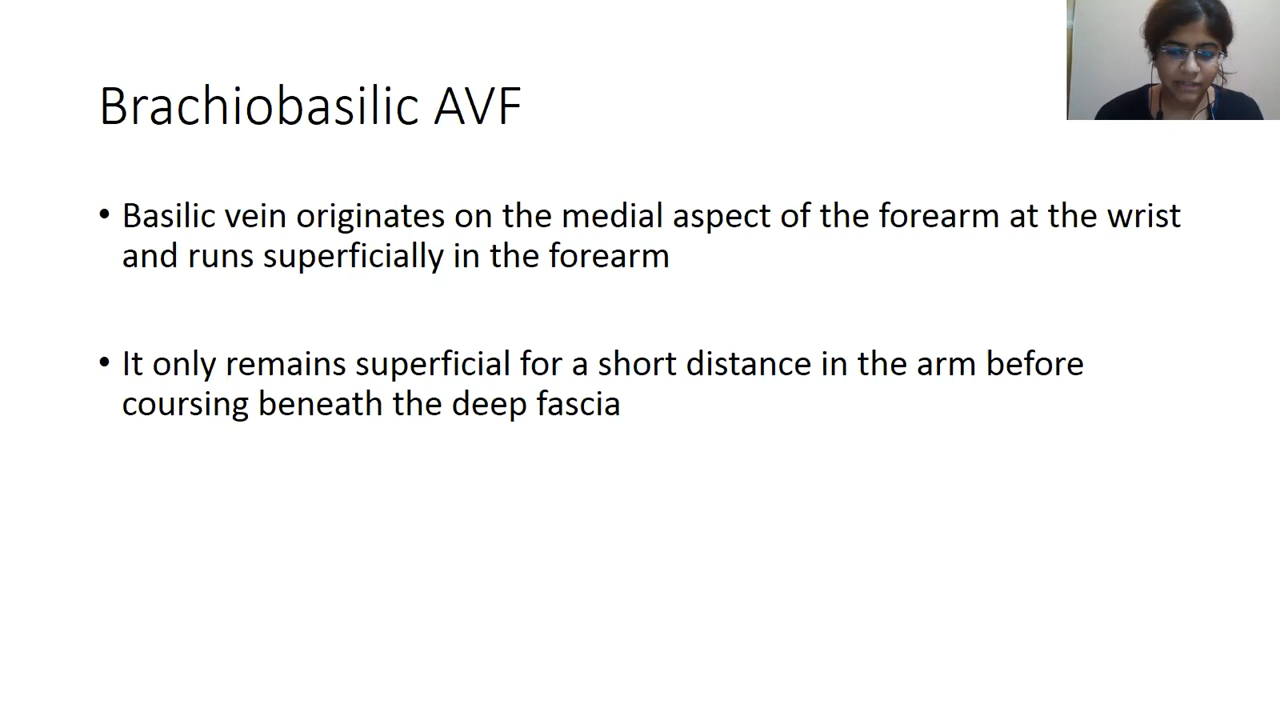 Brachiobasilic AVF
• Basilic vein originates on the medial aspect of the forearm at the wrist
and runs superficially in the forearm
• It only remains superficial for a short distance in the arm before
coursing beneath the deep fascia